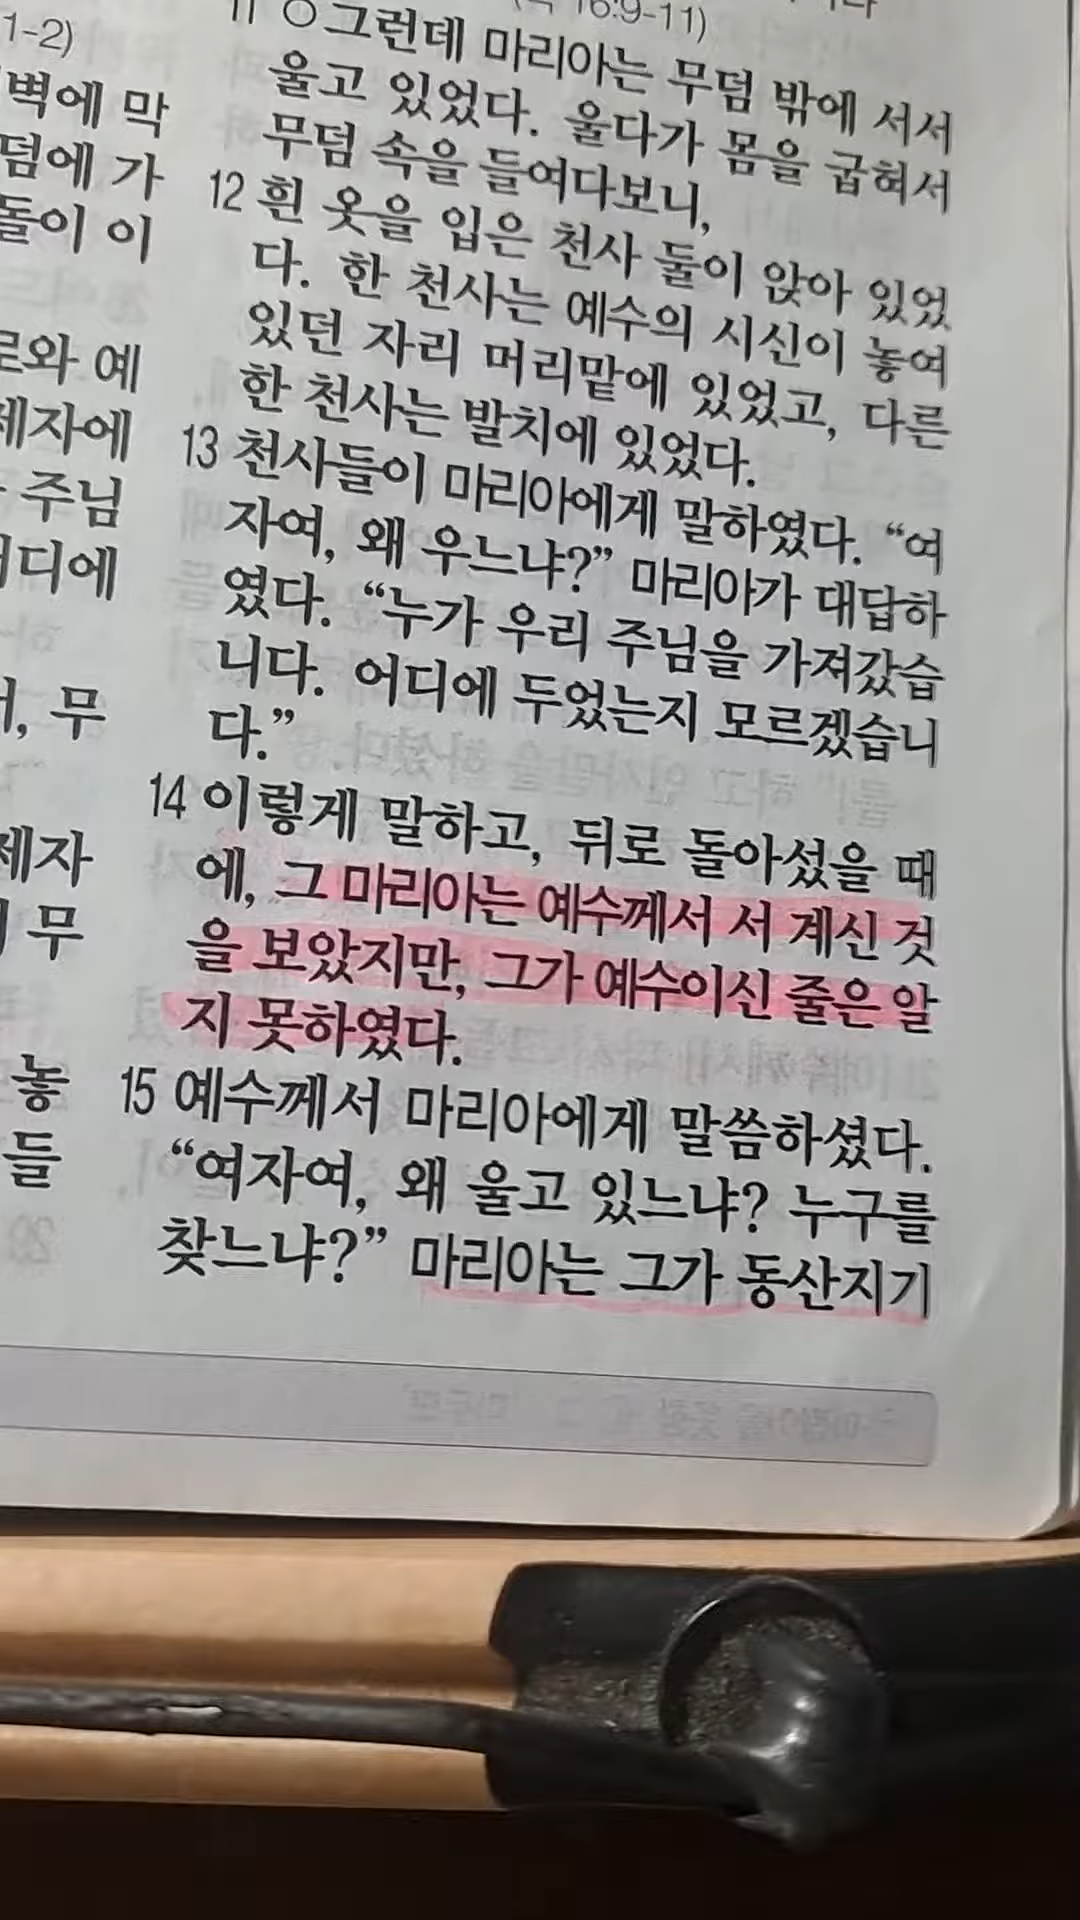 1-2)
벽에 막
덤에 가
돌이 이
로와 예
제자에
주님
어디에
무
제자
무
놓
들
16:9-11)
11 ○그런데 마리아는 무덤 밖에 서서
울고 있었다. 울다가 몸을 굽혀서
무덤 속을 들여다보니,
12 흰 옷을 입은 천사 둘이 앉아 있었
다. 한 천사는 예수의 시신이 놓여
있던 자리 머리맡에 있었고, 다른
한 천사는 발치에 있었다.
13 천사들이 마리아에게 말하였다. “여
자여, 왜 우느냐?” 마리아가 대답하
였다. “누가 우리 주님을 가져갔습
니다. 어디에 두었는지 모르겠습니
다.”
14 이렇게 말하고, 뒤로 돌아섰을 때
에, 그 마리아는 예수께서 서 계신 것
을 보았지만, 그가 예수이신 줄은 알
지 못하였다.
15 예수께서 마리아에게 말씀하셨다.
“여자여, 왜 울고 있느냐? 누구를
찾느냐?” 마리아는 그가 동산지기